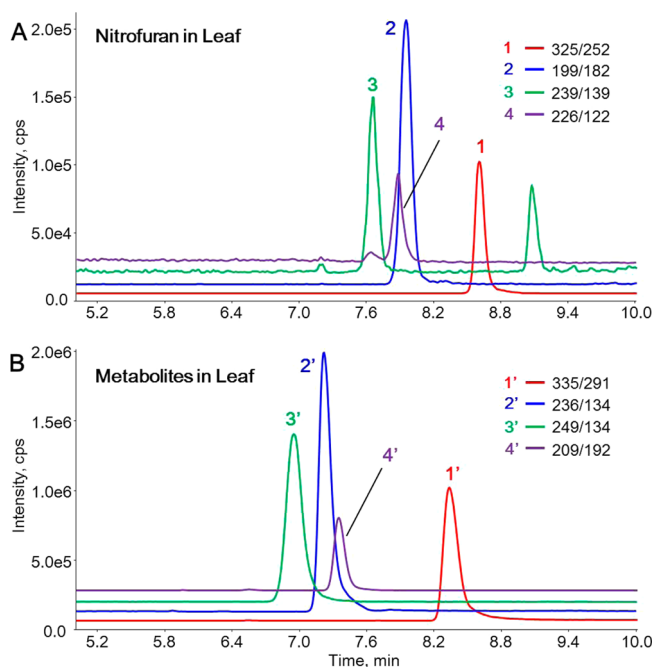 A
Nitrofuran in Leaf
2
1 325/252
2 199/182
3 239/139
4 226/122
3
4
1
Intensity, cps
2.0e5
1.5e5
1.0e5
5.0e4
0.0
5.2 5.8 6.4 7.0 7.6 8.2 8.8 9.4 10.0
B
Metabolites in Leaf
2’
1’ 335/291
2’ 236/134
3’ 249/134
4’ 209/192
3’
4’
1’
Intensity, cps
2.0e6
1.5e6
1.0e6
5.0e5
0.0
5.2 5.8 6.4 7.0 7.6 8.2 8.8 9.4 10.0
Time, min